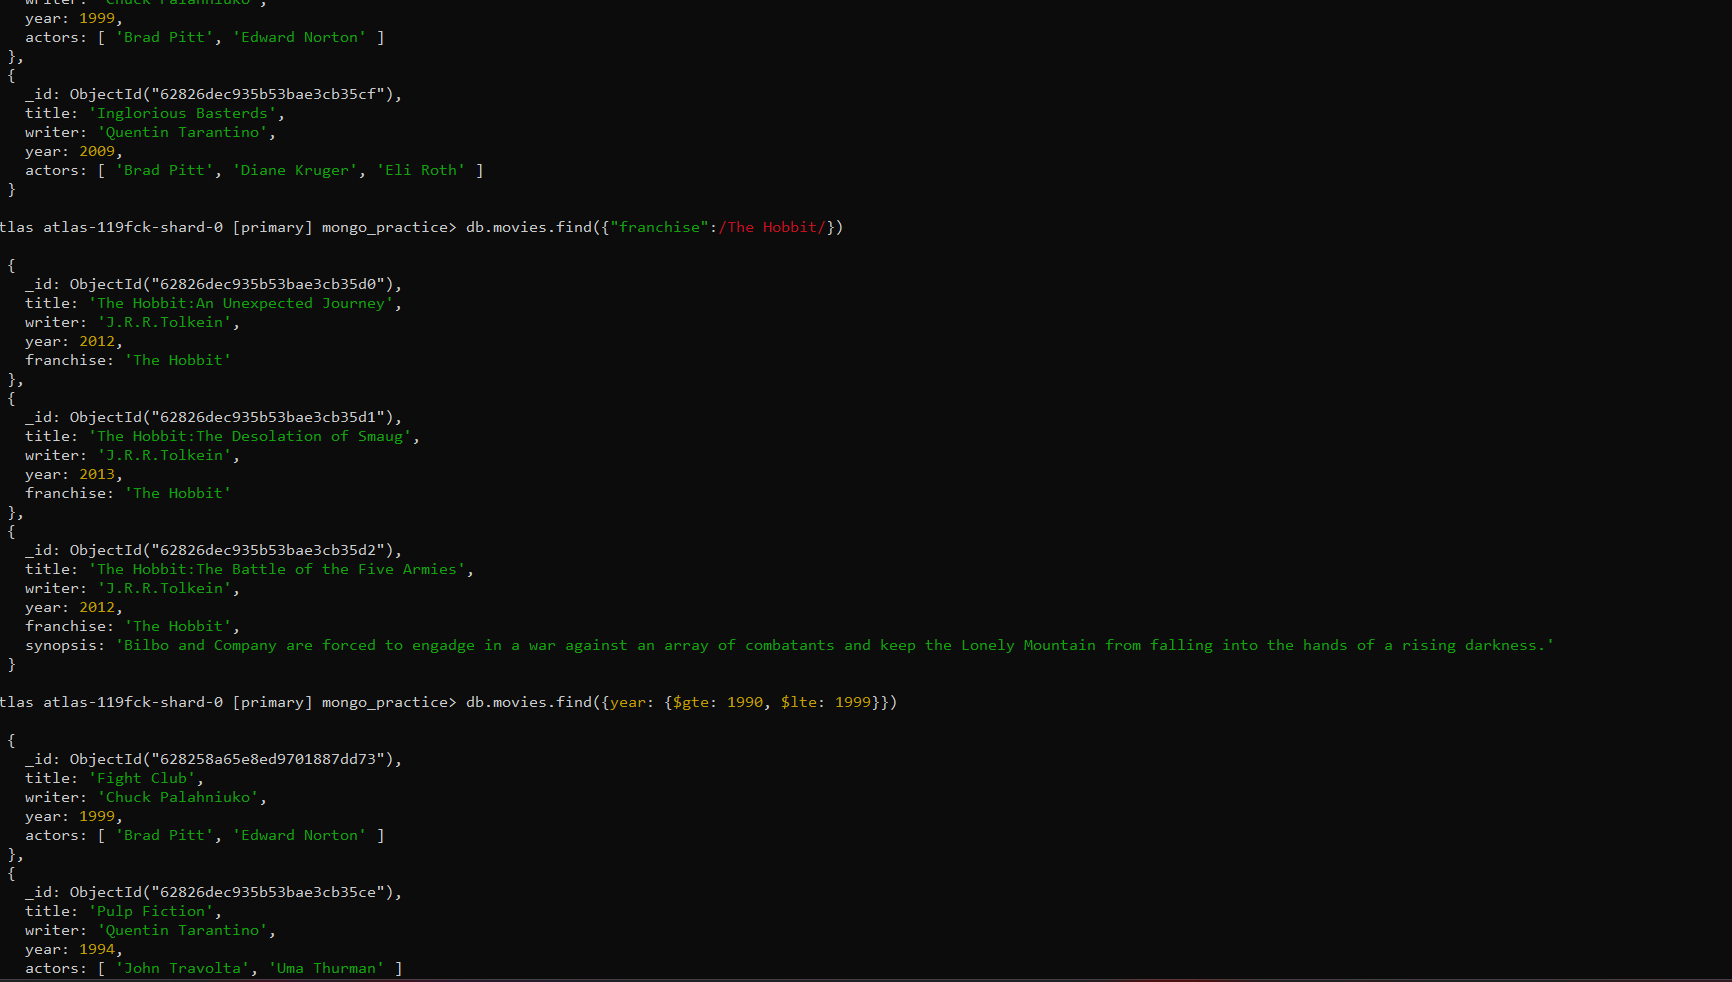 writer: 'Chuck Palahniuko',
year: 1999,
actors: [ 'Brad Pitt', 'Edward Norton' ]
},
{
_id: ObjectId("62826dec935b53bae3cb35cf"),
title: 'Inglorious Basterds',
writer: 'Quentin Tarantino',
year: 2009,
actors: [ 'Brad Pitt', 'Diane Kruger', 'Eli Roth' ]
}
tlas atlas-119fck-shard-0 [primary] mongo_practice> db.movies.find({"franchise":/The Hobbit/})
{
_id: ObjectId("62826dec935b53bae3cb35d0"),
title: 'The Hobbit:An Unexpected Journey',
writer: 'J.R.R.Tolkein',
year: 2012,
franchise: 'The Hobbit'
},
{
_id: ObjectId("62826dec935b53bae3cb35d1"),
title: 'The Hobbit:The Desolation of Smaug',
writer: 'J.R.R.Tolkein',
year: 2013,
franchise: 'The Hobbit'
},
{
_id: ObjectId("62826dec935b53bae3cb35d2"),
title: 'The Hobbit:The Battle of the Five Armies',
writer: 'J.R.R.Tolkein',
year: 2012,
franchise: 'The Hobbit',
synopsis: 'Bilbo and Company are forced to engadge in a war against an array of combatants and keep the Lonely Mountain from falling into the hands of a rising darkness.'
}
tlas atlas-119fck-shard-0 [primary] mongo_practice> db.movies.find({year: {$gte: 1990, $lte: 1999}})
{
_id: ObjectId("628258a65e8ed9701887dd73"),
title: 'Fight Club',
writer: 'Chuck Palahniuko',
year: 1999,
actors: [ 'Brad Pitt', 'Edward Norton' ]
},
{
_id: ObjectId("62826dec935b53bae3cb35ce"),
title: 'Pulp Fiction',
writer: 'Quentin Tarantino',
year: 1994,
actors: [ 'John Travolta', 'Uma Thurman' ]